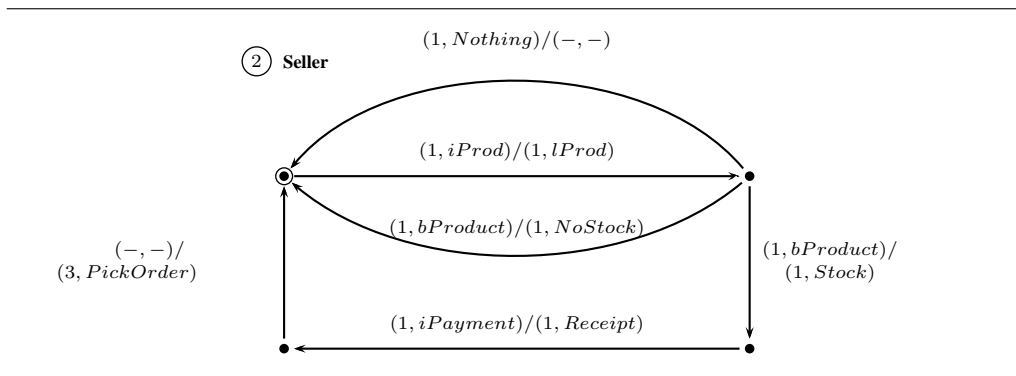 (1, Nothing)/(−, −)
2 Seller
(1, iProd)/(1, lProd)
(1, bProduct)/(1, NoStock)
(−, −)/
(3, PickOrder)
(1, bProduct)/
(1, Stock)
(1, iPayment)/(1, Receipt)